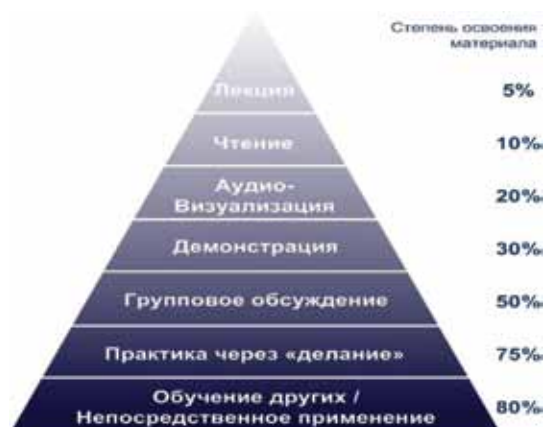 Степень освоения
материала
Лекция 5%
Чтение 10%
Аудио-
Визуализация 20%
Демонстрация 30%
Групповое обсуждение 50%
Практика через «делание» 75%
Обучение других /
Непосредственное применение 80%